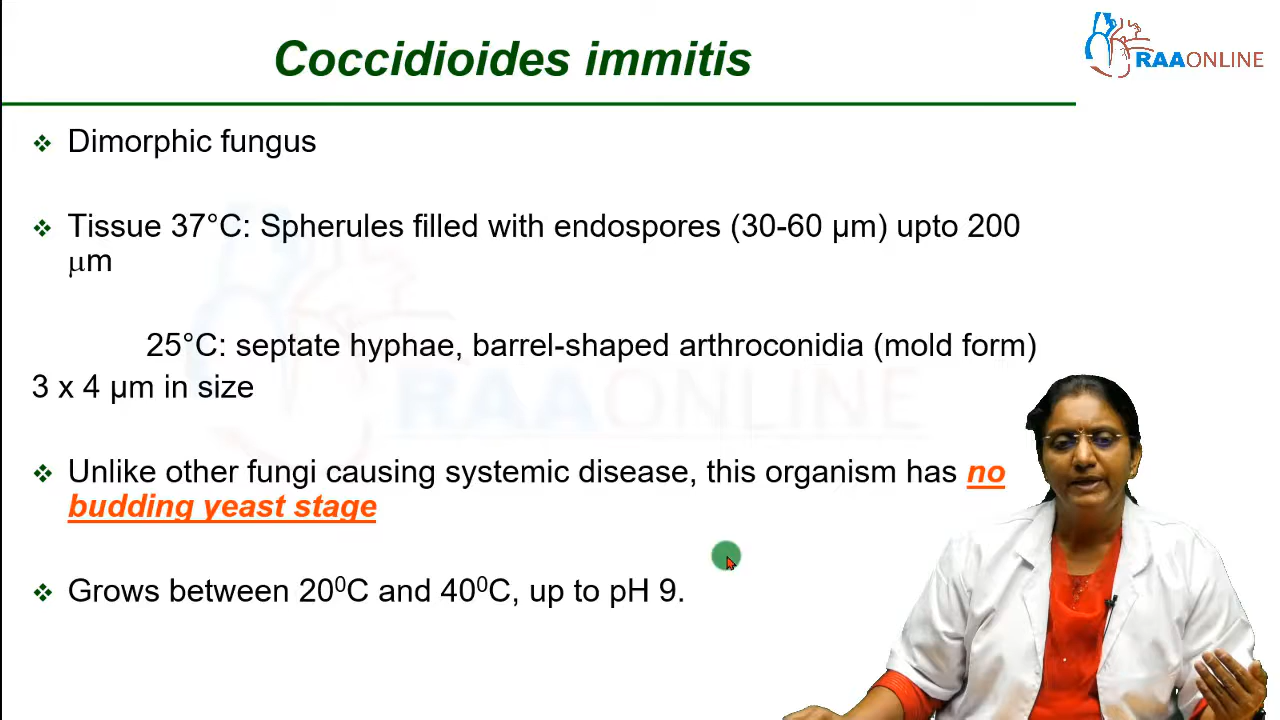 Coccidioides immitis
RAAONLINE
❖ Dimorphic fungus
❖ Tissue 37°C: Spherules filled with endospores (30-60 µm) upto 200
µm
25°C: septate hyphae, barrel-shaped arthroconidia (mold form)
3 x 4 µm in size
RAAONLINE
❖ Unlike other fungi causing systemic disease, this organism has no
budding yeast stage
❖ Grows between 20⁰C and 40⁰C, up to pH 9.